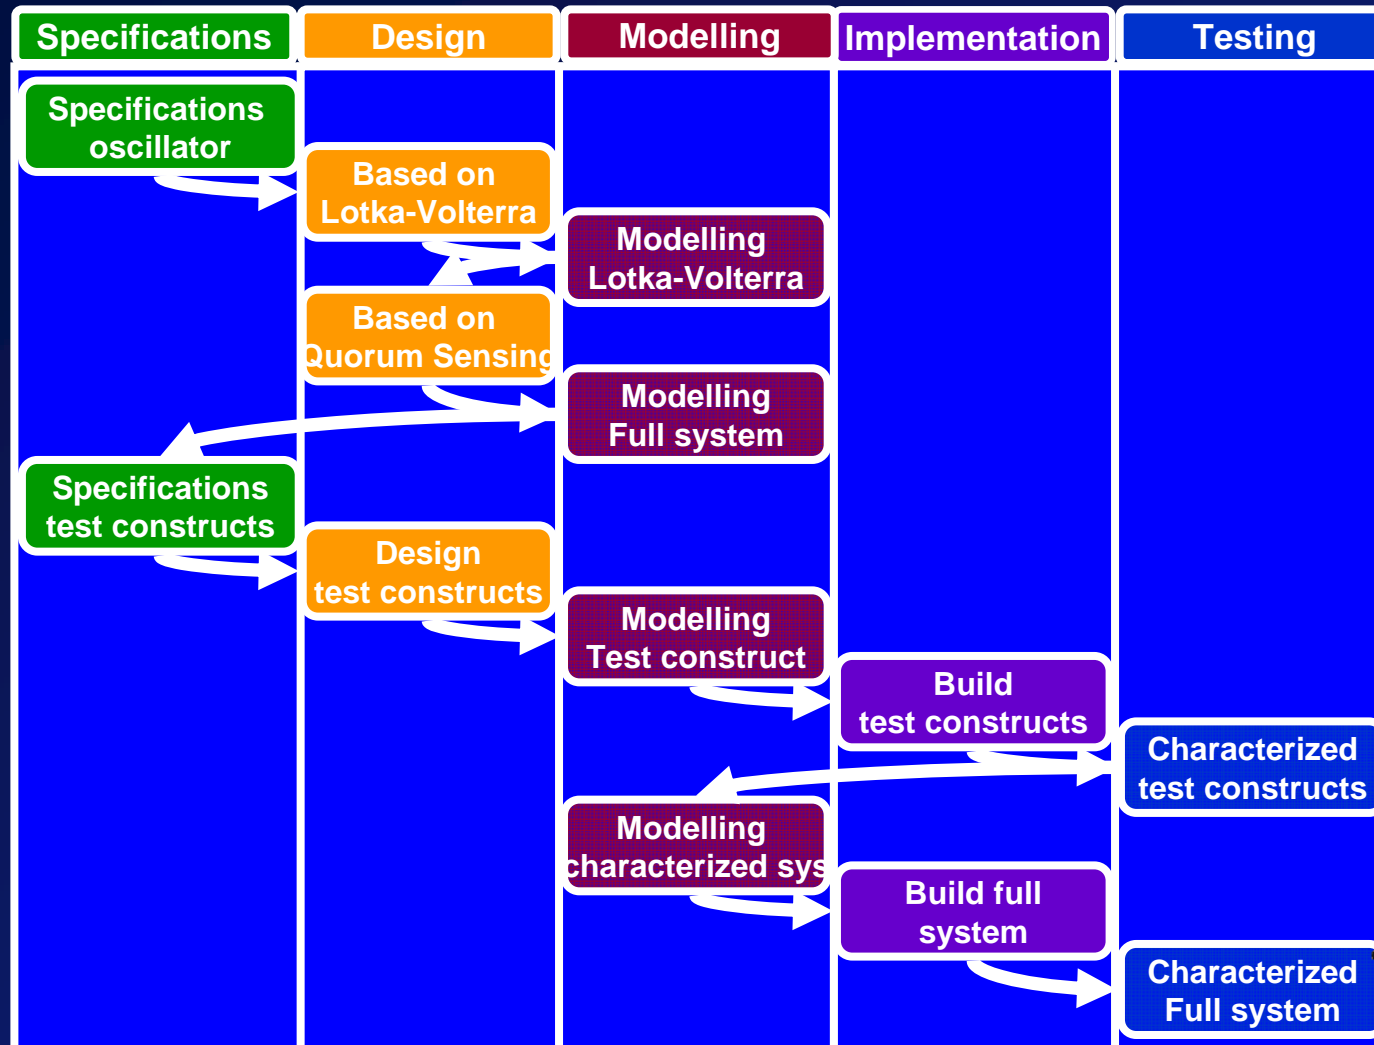 Specifications
Design
Modelling
Implementation
Testing
Specifications
oscillator
Based on
Lotka-Volterra
Modelling
Lotka-Volterra
Based on
Quorum Sensing
Modelling
Full system
Specifications
test constructs
Design
test constructs
Modelling
Test construct
Build
test constructs
Characterized
test constructs
Modelling
characterized sys
Build full
system
Characterized
Full system